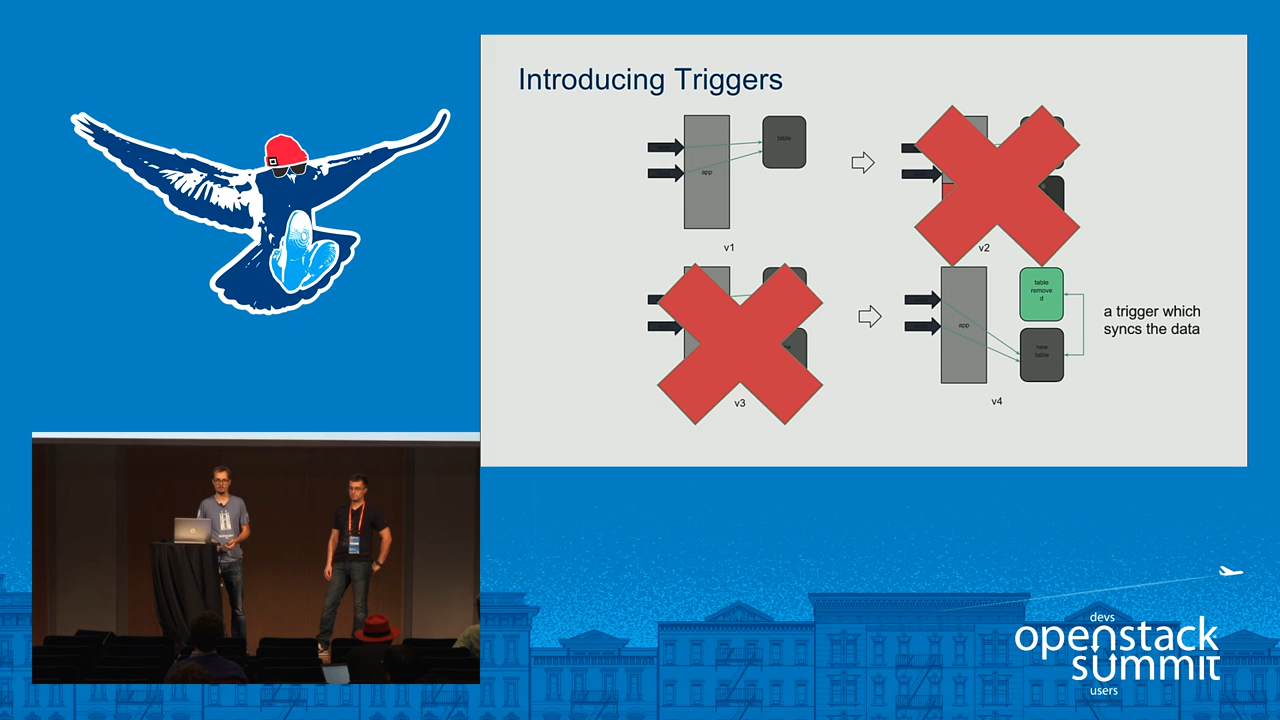 Introducing Triggers
table
app
v1
v2
table
remove
d
app
new
table
a trigger which
syncs the data
v3
v4
devs
openstack
summit
users